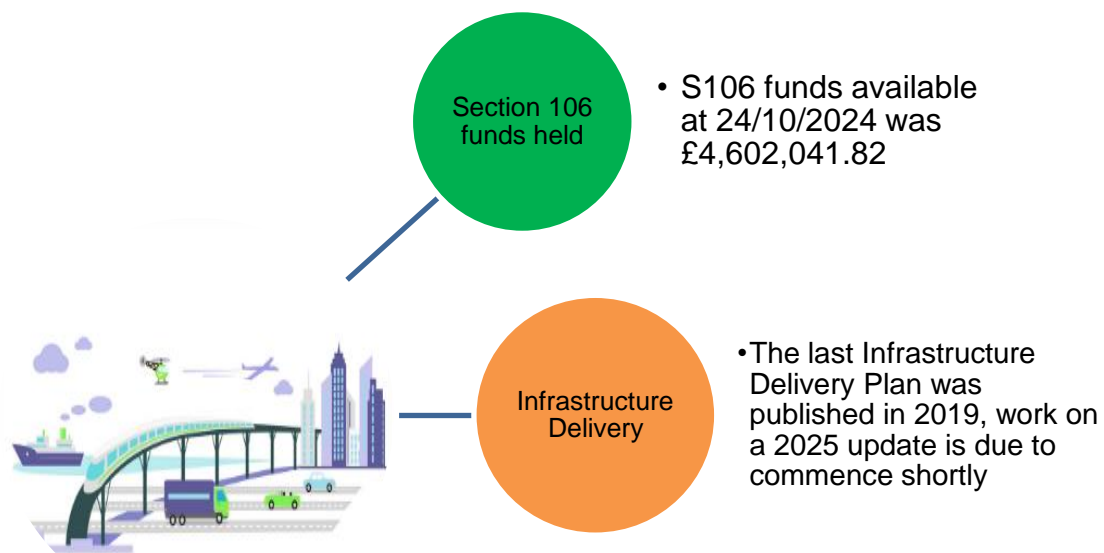 Section 106
funds held
• S106 funds available
at 24/10/2024 was
£4,602,041.82
Infrastructure
Delivery
•The last Infrastructure
Delivery Plan was
published in 2019, work on
a 2025 update is due to
commence shortly